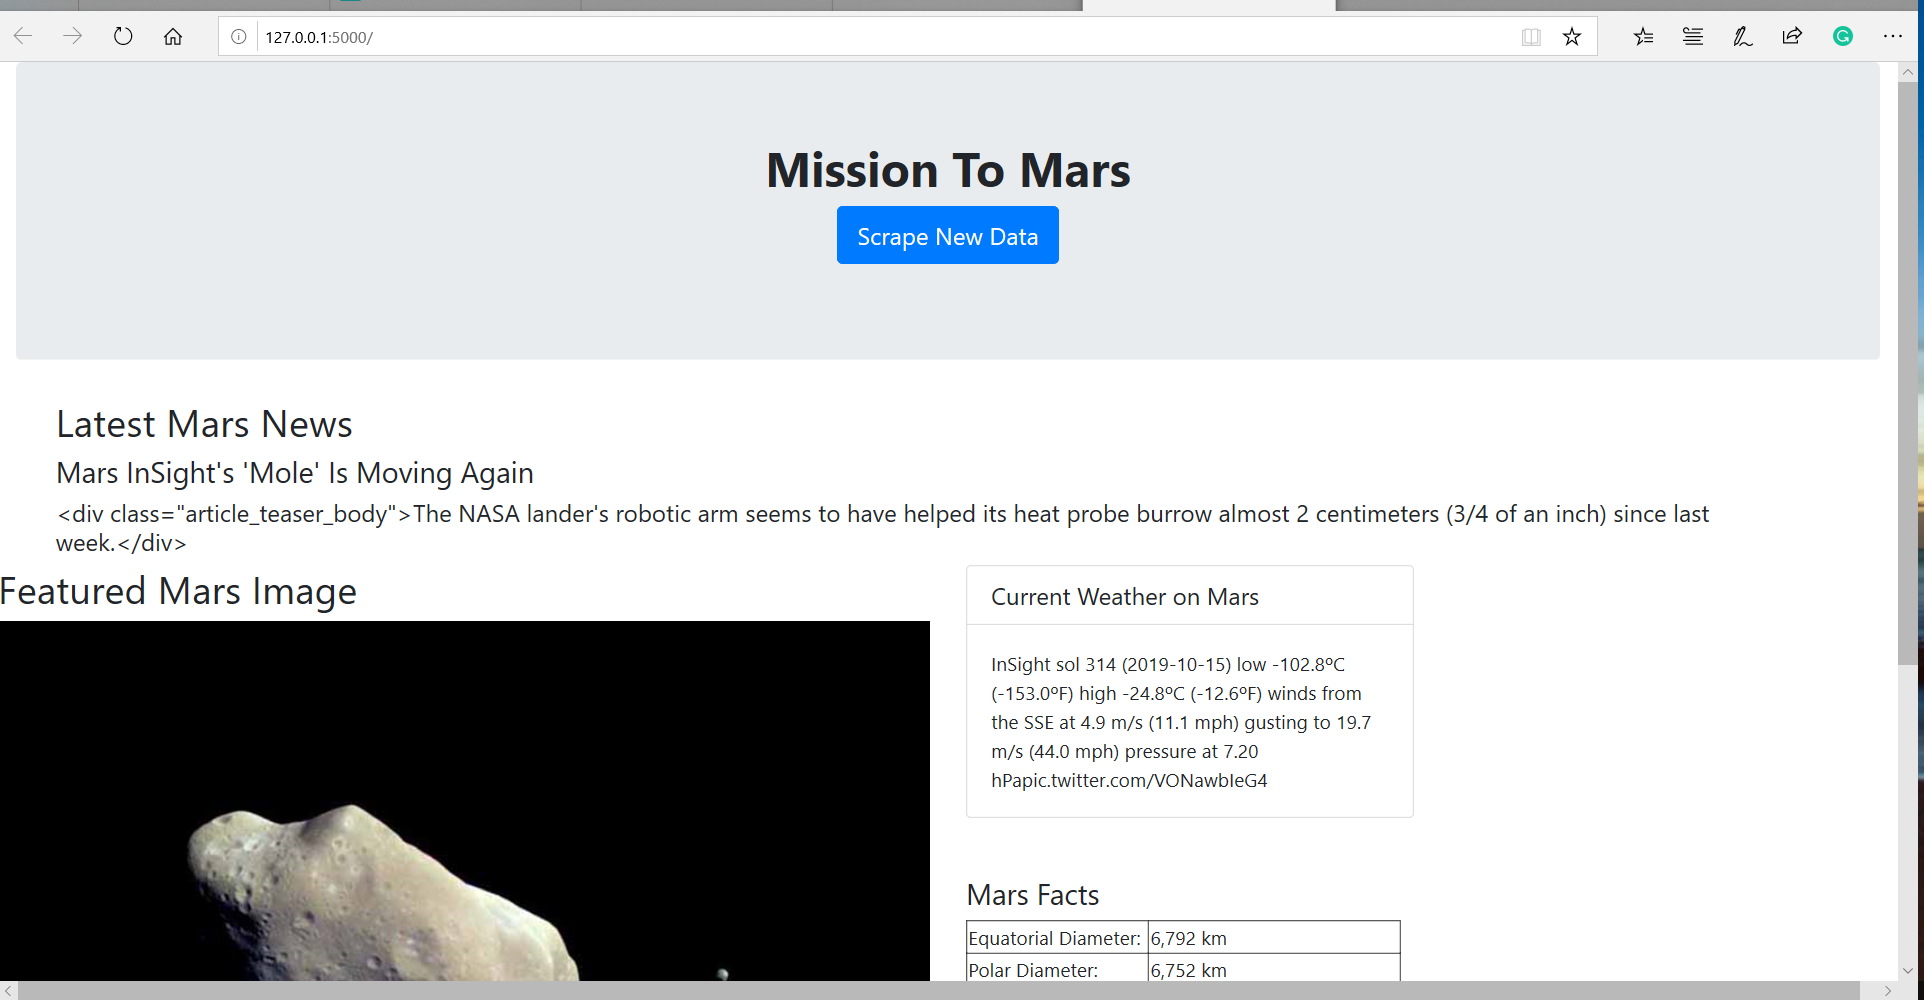 127.0.0.1:5000/
Mission To Mars
Scrape New Data
Latest Mars News
Mars InSight's 'Mole' Is Moving Again
<div class="article_teaser_body">The NASA lander's robotic arm seems to have helped its heat probe burrow almost 2 centimeters (3/4 of an inch) since last
week.</div>
Featured Mars Image
Current Weather on Mars
InSight sol 314 (2019-10-15) low -102.8ºC
(-153.0ºF) high -24.8ºC (-12.6ºF) winds from
the SSE at 4.9 m/s (11.1 mph) gusting to 19.7
m/s (44.0 mph) pressure at 7.20
hPapic.twitter.com/VONawbIeG4
Mars Facts
Equatorial Diameter: 6,792 km
Polar Diameter: 6,752 km